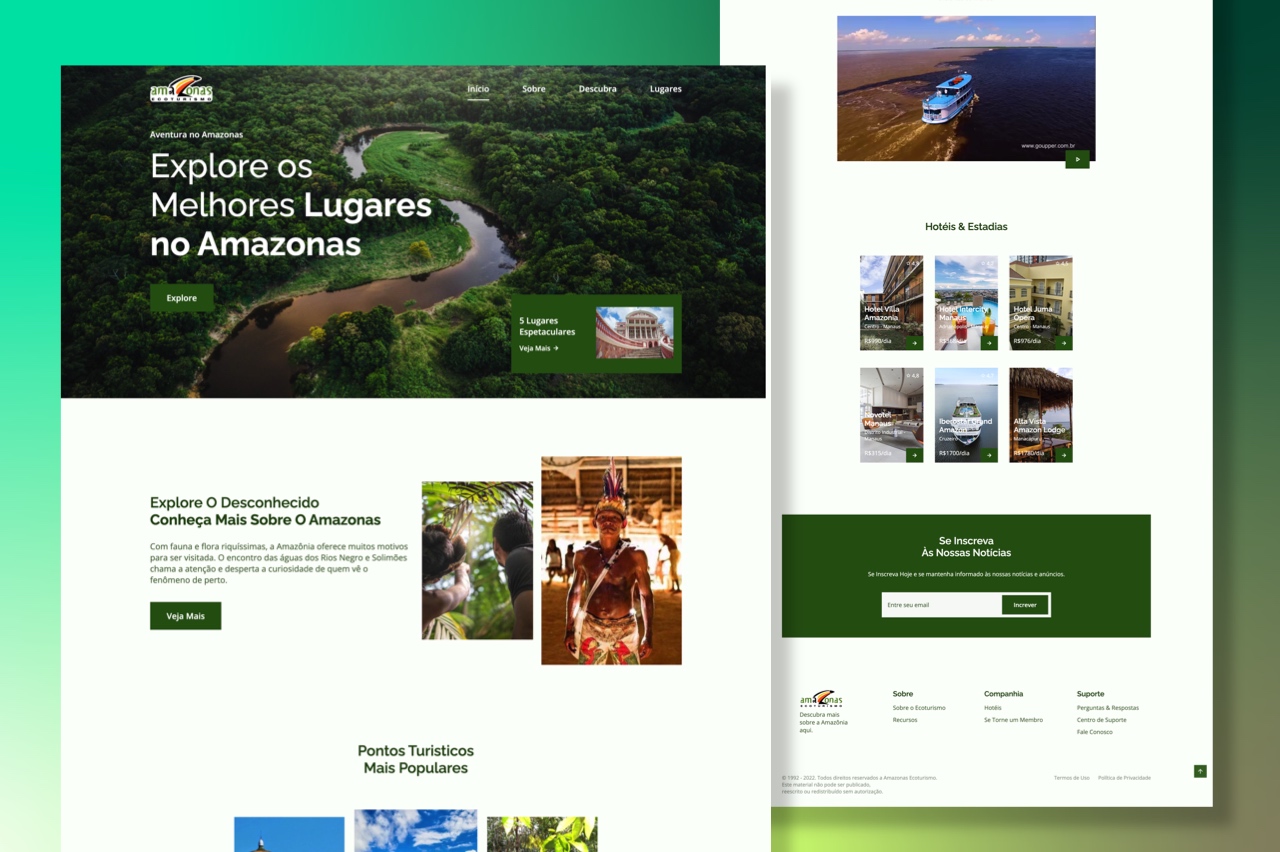 amazonas
ECOTURISMO
Início
Sobre
Descubra
Lugares
Aventura no Amazonas
Explore os
Melhores Lugares
no Amazonas
Explore
5 Lugares
Espetaculares
Veja Mais →
Explore O Desconhecido
Conheça Mais Sobre O Amazonas
Com fauna e flora riquíssimas, a Amazônia oferece muitos motivos
para ser visitada. O encontro das águas dos Rios Negro e Solimões
chama a atenção e desperta a curiosidade de quem vê o
fenômeno de perto.
Veja Mais
Pontos Turisticos
Mais Populares
www.goupper.com.br
Hotéis & Estadias
4,8
Hotel Villa
Amazonia
Centro - Manaus
R$990/dia
Hotel Intercity
Manaus
Hotel Juma
Opera
Centro - Manaus
R$976/dia
4,8
Novotel
Manaus
Distrito Industrial -
Manaus
R$315/dia
Iberostar Grand
Amazon
Cruzeiro
R$1700/dia
Alta Vista
Amazon Lodge
Manacapuru
R$1780/dia
Se Inscreva
Às Nossas Notícias
Se Inscreva Hoje e se mantenha informado às nossas notícias e anúncios.
Entre seu email
Increver
amazonas
ECOTURISMO
Descubra mais
sobre a Amazônia
aqui.
Sobre
Sobre o Ecoturismo
Recursos
Companhia
Hotéis
Se Torne um Membro
Suporte
Perguntas & Respostas
Centro de Suporte
Fale Conosco
© 1992 - 2022. Todos direitos reservados a Amazonas Ecoturismo.
Este material não pode ser publicado,
reescrito ou redistribuído sem autorização.
Termos de Uso
Política de Privacidade